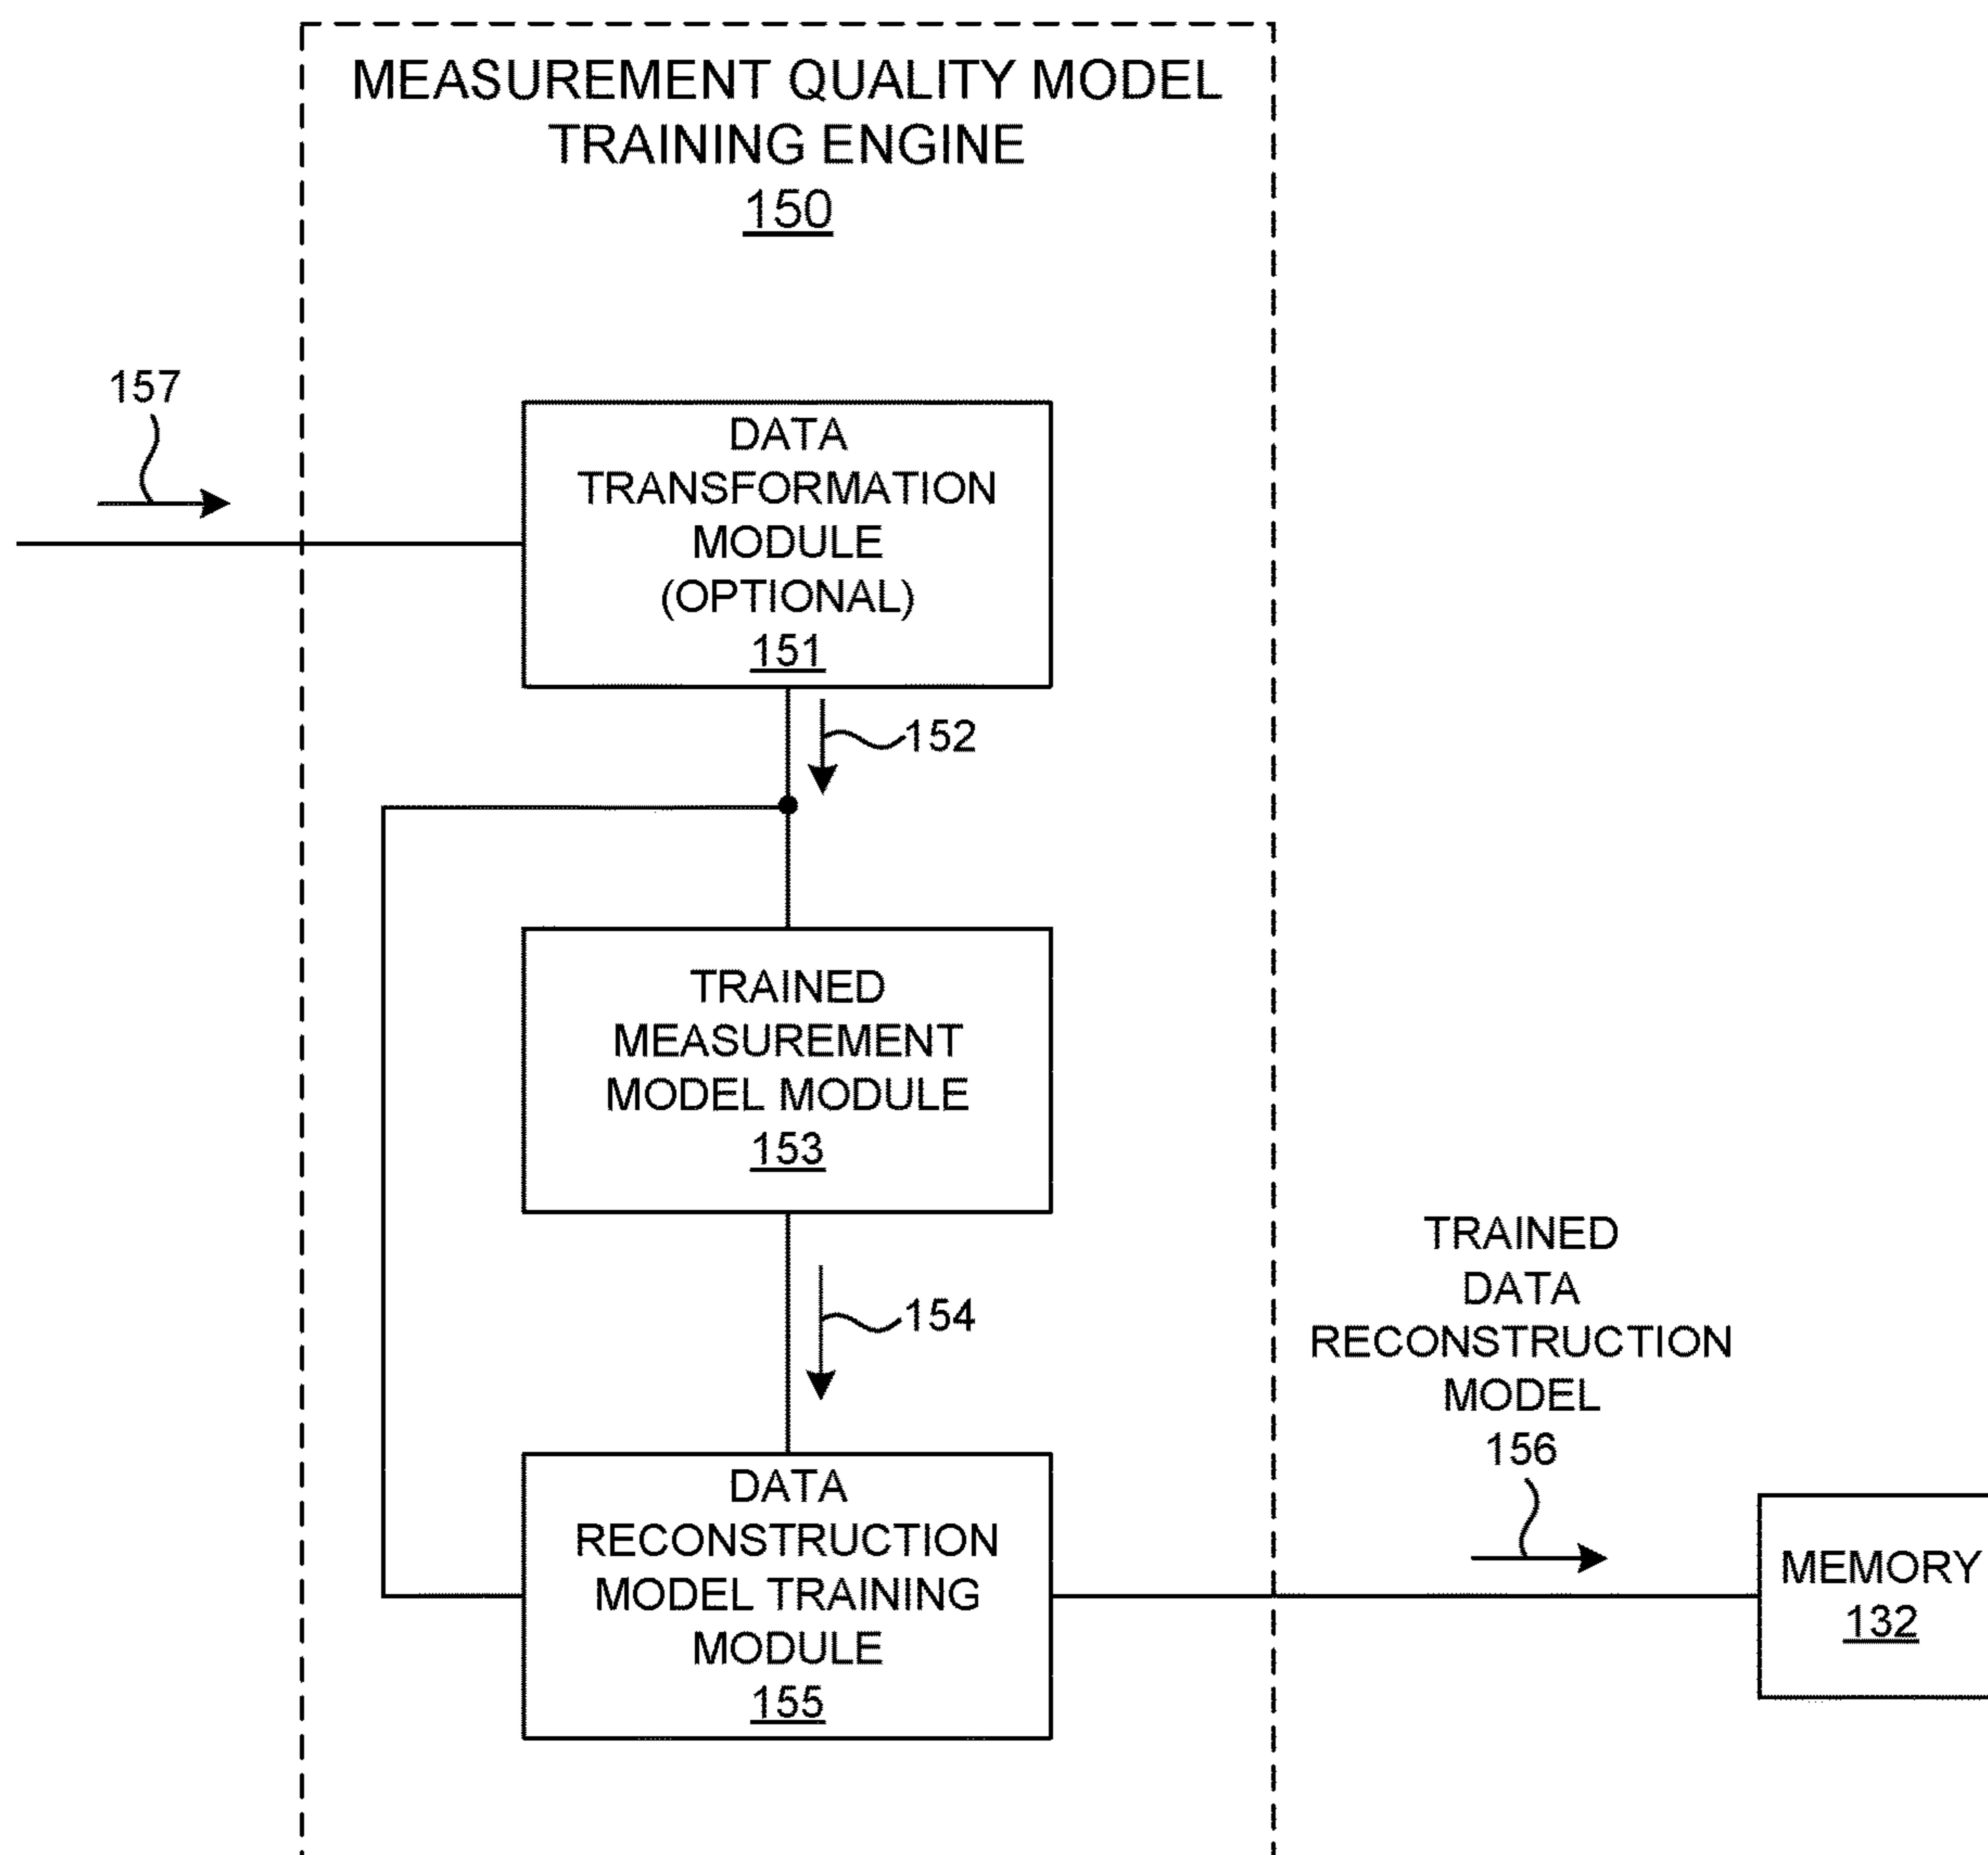 MEASUREMENT QUALITY MODEL
TRAINING ENGINE
150
157
DATA
TRANSFORMATION
MODULE
(OPTIONAL)
151
152
TRAINED
MEASUREMENT
MODEL MODULE
153
154
TRAINED
DATA
RECONSTRUCTION
MODEL
156
DATA
RECONSTRUCTION
MODEL TRAINING
MODULE
155
MEMORY
132